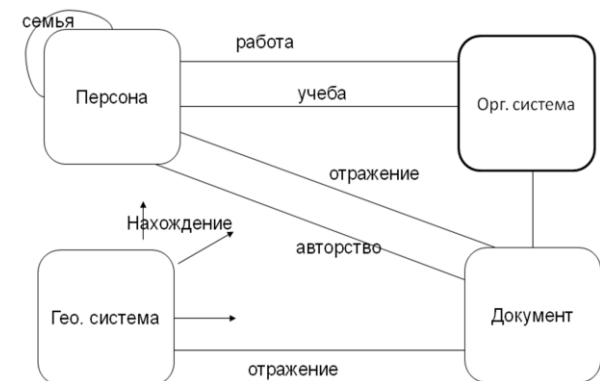 семья
работа
Персона
учеба
Орг. система
отражение
Нахождение
авторство
Гео. система
Документ
отражение